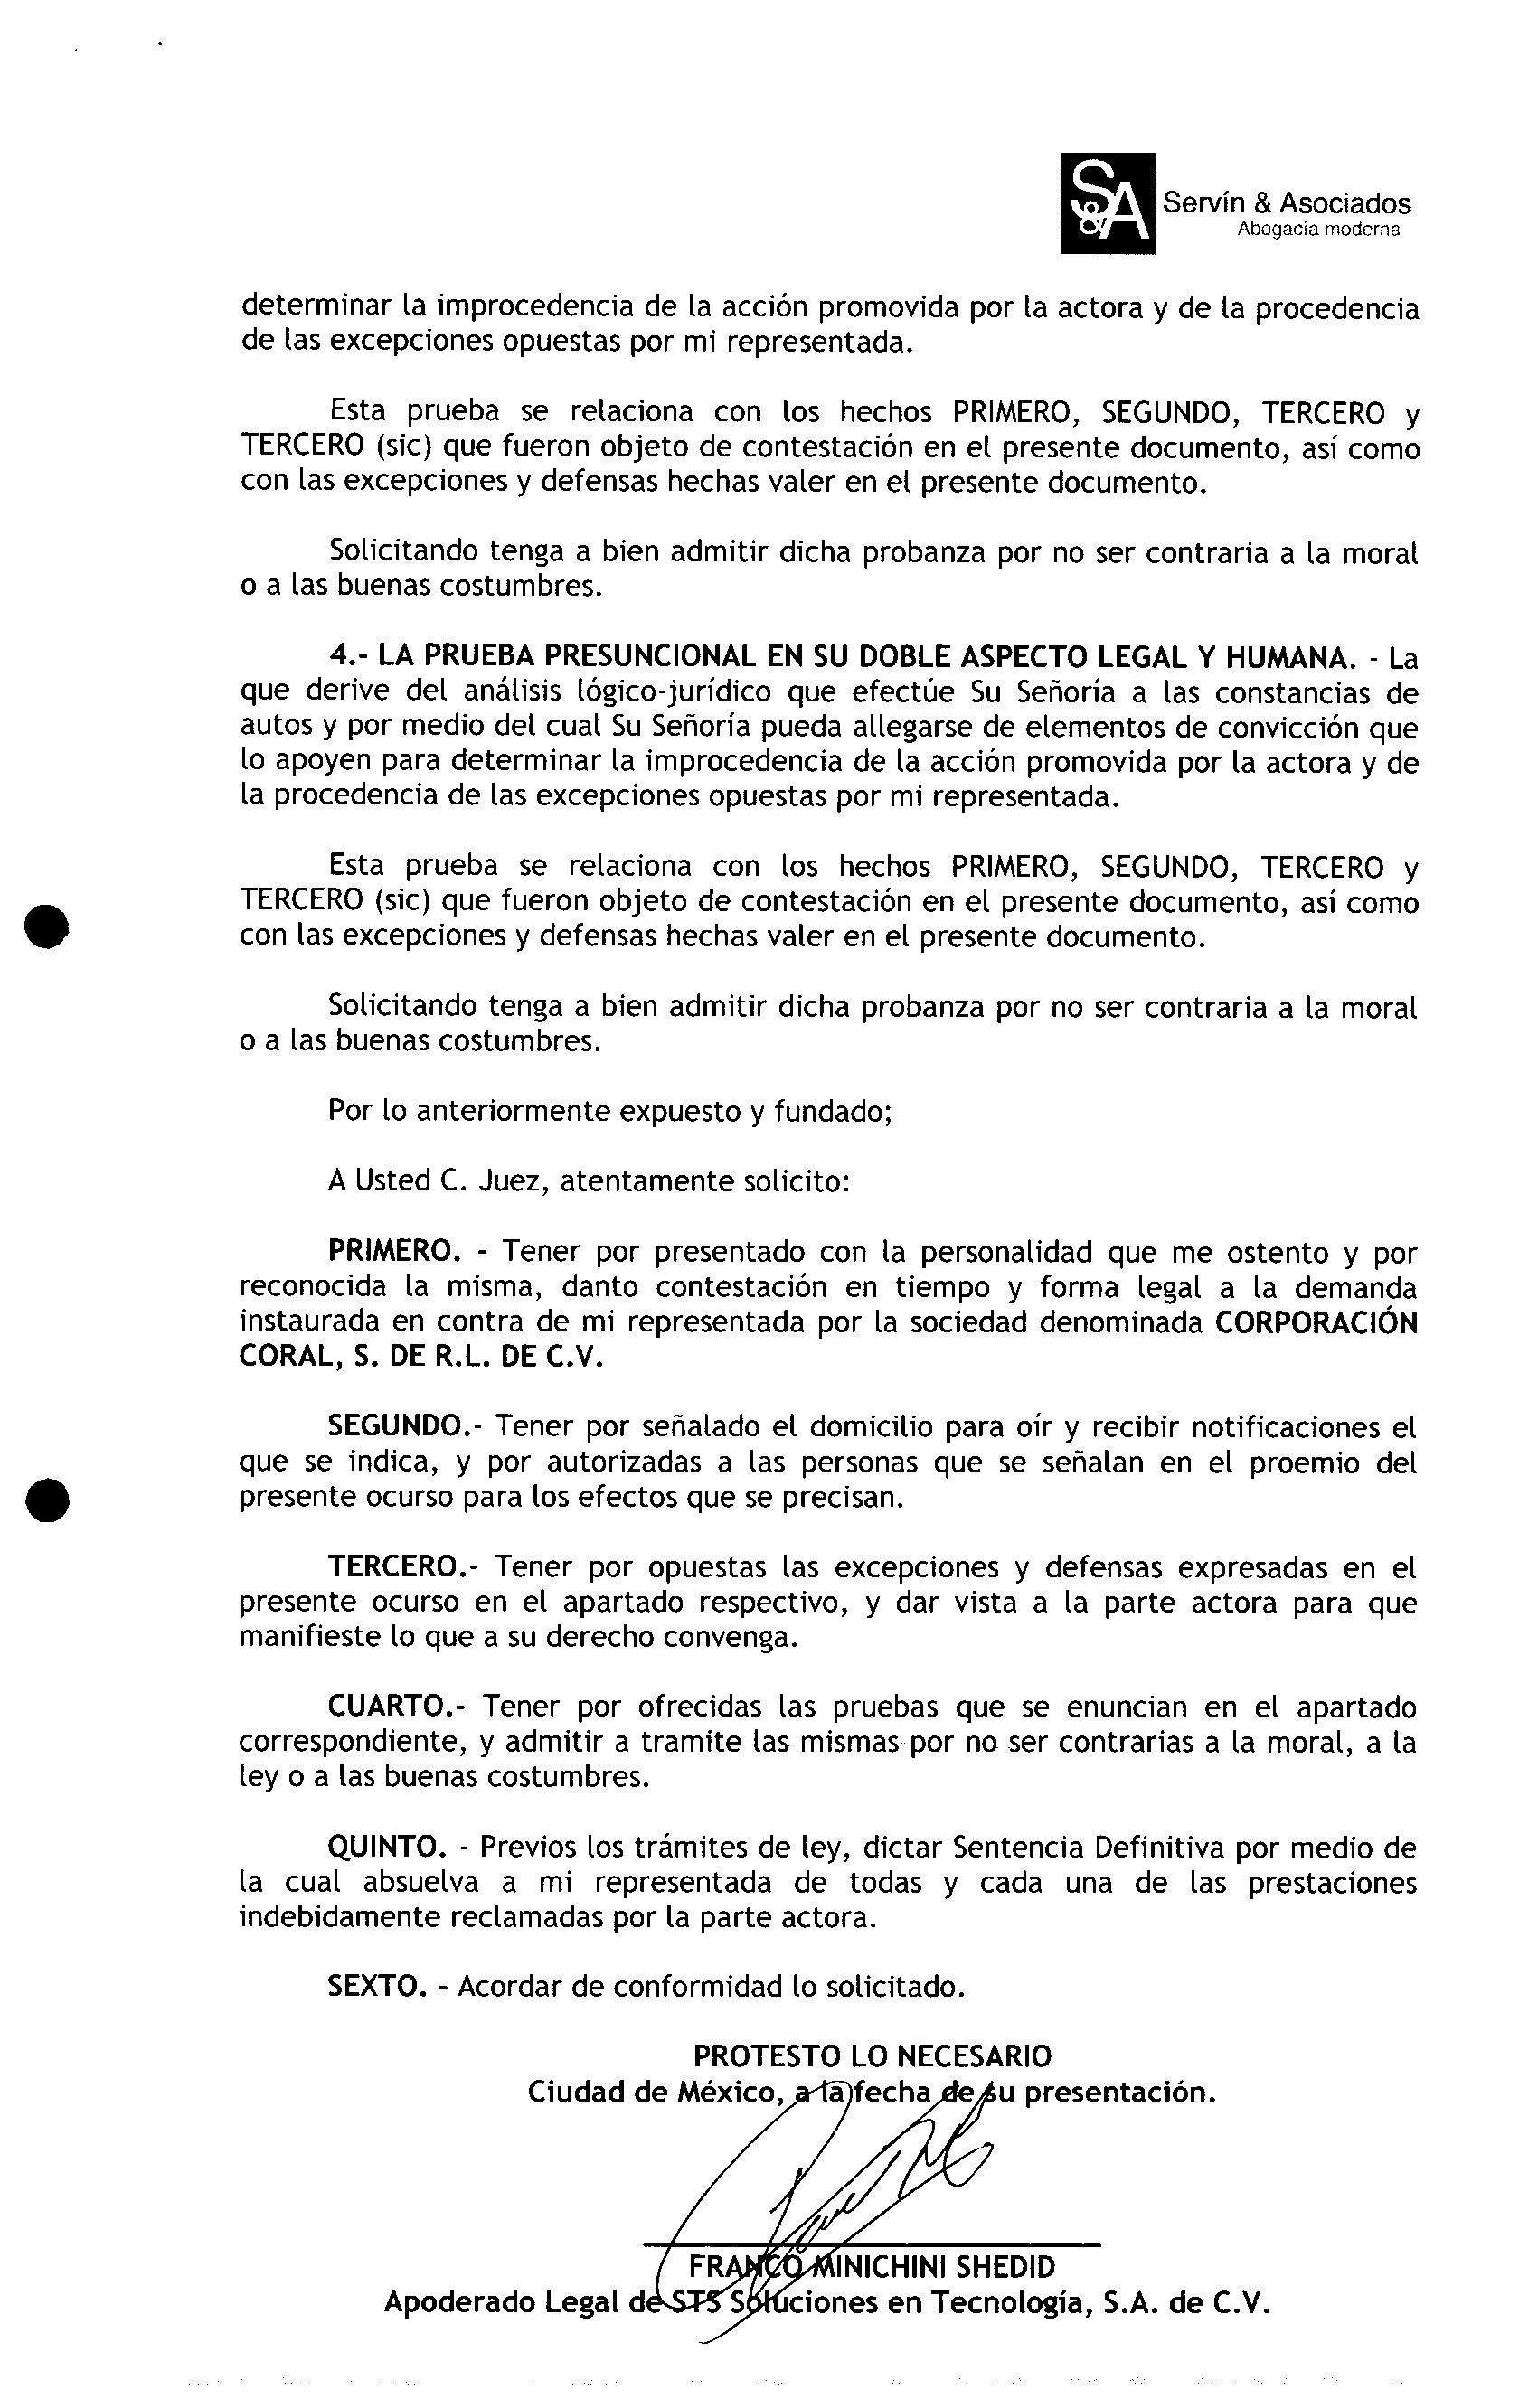 S&A Servín & Asociados
Abogacía moderna
determinar la improcedencia de la acción promovida por la actora y de la procedencia
de las excepciones opuestas por mi representada.
Esta prueba se relaciona con los hechos PRIMERO, SEGUNDO, TERCERO y
TERCERO (sic) que fueron objeto de contestación en el presente documento, así como
con las excepciones y defensas hechas valer en el presente documento.
Solicitando tenga a bien admitir dicha probanza por no ser contraria a la moral
o a las buenas costumbres.
4.- LA PRUEBA PRESUNCIONAL EN SU DOBLE ASPECTO LEGAL Y HUMANA. - La
que derive del análisis lógico-jurídico que efectúe Su Señoría a las constancias de
autos y por medio del cual Su Señoría pueda allegarse de elementos de convicción que
lo apoyen para determinar la improcedencia de la acción promovida por la actora y de
la procedencia de las excepciones opuestas por mi representada.
Esta prueba se relaciona con los hechos PRIMERO, SEGUNDO, TERCERO y
TERCERO (sic) que fueron objeto de contestación en el presente documento, así como
con las excepciones y defensas hechas valer en el presente documento.
Solicitando tenga a bien admitir dicha probanza por no ser contraria a la moral
o a las buenas costumbres.
Por lo anteriormente expuesto y fundado;
A Usted C. Juez, atentamente solicito:
PRIMERO. - Tener por presentado con la personalidad que me ostento y por
reconocida la misma, danto contestación en tiempo y forma legal a la demanda
instaurada en contra de mi representada por la sociedad denominada CORPORACIÓN
CORAL, S. DE R.L. DE C.V.
SEGUNDO.- Tener por señalado el domicilio para oír y recibir notificaciones el
que se indica, y por autorizadas a las personas que se señalan en el proemio del
presente ocurso para los efectos que se precisan.
TERCERO.- Tener por opuestas las excepciones y defensas expresadas en el
presente ocurso en el apartado respectivo, y dar vista a la parte actora para que
manifieste lo que a su derecho convenga.
CUARTO.- Tener por ofrecidas las pruebas que se enuncian en el apartado
correspondiente, y admitir a tramite las mismas por no ser contrarias a la moral, a la
ley o a las buenas costumbres.
QUINTO. - Previos los trámites de ley, dictar Sentencia Definitiva por medio de
la cual absuelva a mi representada de todas y cada una de las prestaciones
indebidamente reclamadas por la parte actora.
SEXTO. - Acordar de conformidad lo solicitado.
PROTESTO LO NECESARIO
Ciudad de México, a la fecha de su presentación.
FRANCO MINICHINI SHEDID
Apoderado Legal de STS Soluciones en Tecnología, S.A. de C.V.